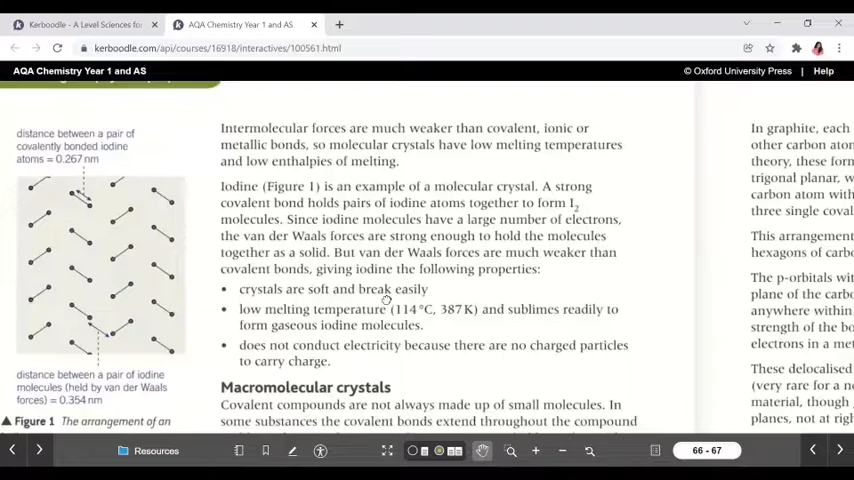 Kerboodle - A Level Sciences for
AQA Chemistry Year 1 and AS
kerboodle.com/api/courses/16918/interactives/100561.html
AQA Chemistry Year 1 and AS
© Oxford University Press | Help
distance between a pair of
covalently bonded iodine
atoms = 0.267 nm
distance between a pair of iodine
molecules (held by van der Waals
forces) = 0.354 nm
▲ Figure 1 The arrangement of an
Intermolecular forces are much weaker than covalent, ionic or
metallic bonds, so molecular crystals have low melting temperatures
and low enthalpies of melting.
Iodine (Figure 1) is an example of a molecular crystal. A strong
covalent bond holds pairs of iodine atoms together to form I₂
molecules. Since iodine molecules have a large number of electrons,
the van der Waals forces are strong enough to hold the molecules
together as a solid. But van der Waals forces are much weaker than
covalent bonds, giving iodine the following properties:
• crystals are soft and break easily
• low melting temperature (114 °C, 387 K) and sublimes readily to
form gaseous iodine molecules.
• does not conduct electricity because there are no charged particles
to carry charge.
Macromolecular crystals
Covalent compounds are not always made up of small molecules. In
some substances the covalent bonds extend throughout the compound
In graphite, each
other carbon atom
theory, these form
trigonal planar, w
carbon atom with
three single coval
This arrangement
hexagons of carbo
The p-orbitals wit
plane of the carbo
anywhere within
strength of the bo
electrons in a met
These delocalised
(very rare for a no
material, though
planes, not at righ
Resources
66 - 67